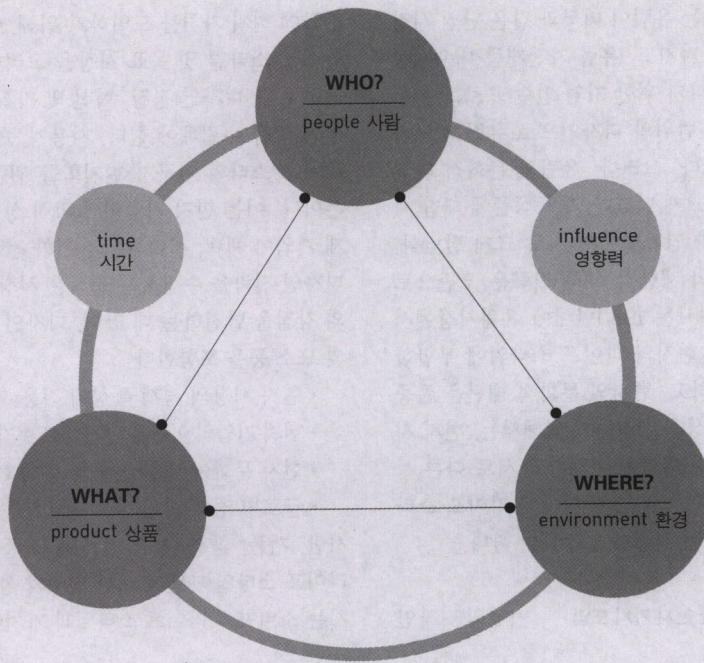 WHO?
people 사람
time
시간
influence
영향력
WHAT?
product 상품
WHERE?
environment 환경